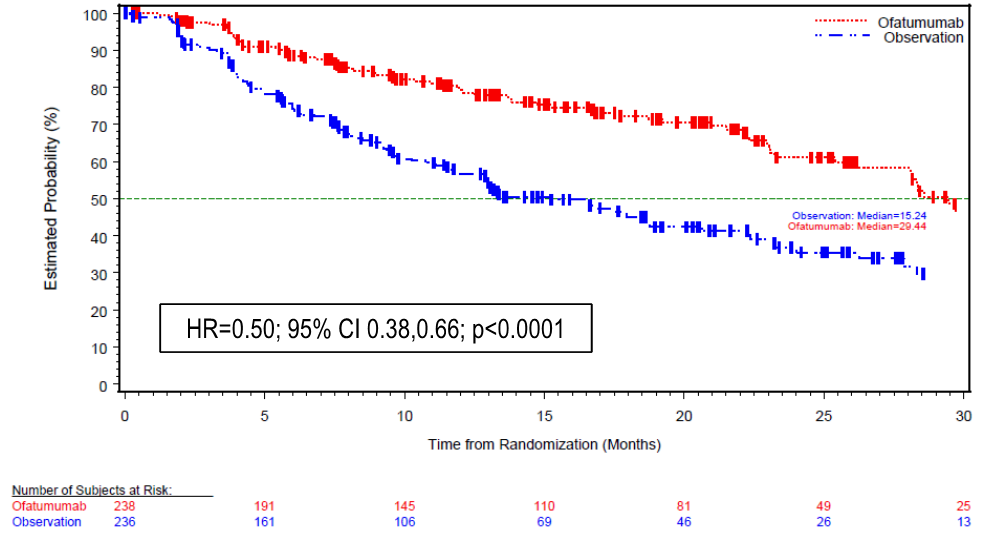 Ofatumumab
Observation
Estimated Probability (%)
100
90
80
70
60
50
40
30
20
10
0
Observation: Median=15.24
Ofatumumab: Median=29.44
HR=0.50; 95% CI 0.38,0.66; p<0.0001
0 5 10 15 20 25 30
Time from Randomization (Months)
Number of Subjects at Risk:
Ofatumumab 238 191 145 110 81 49 25
Observation 236 161 106 69 46 26 13